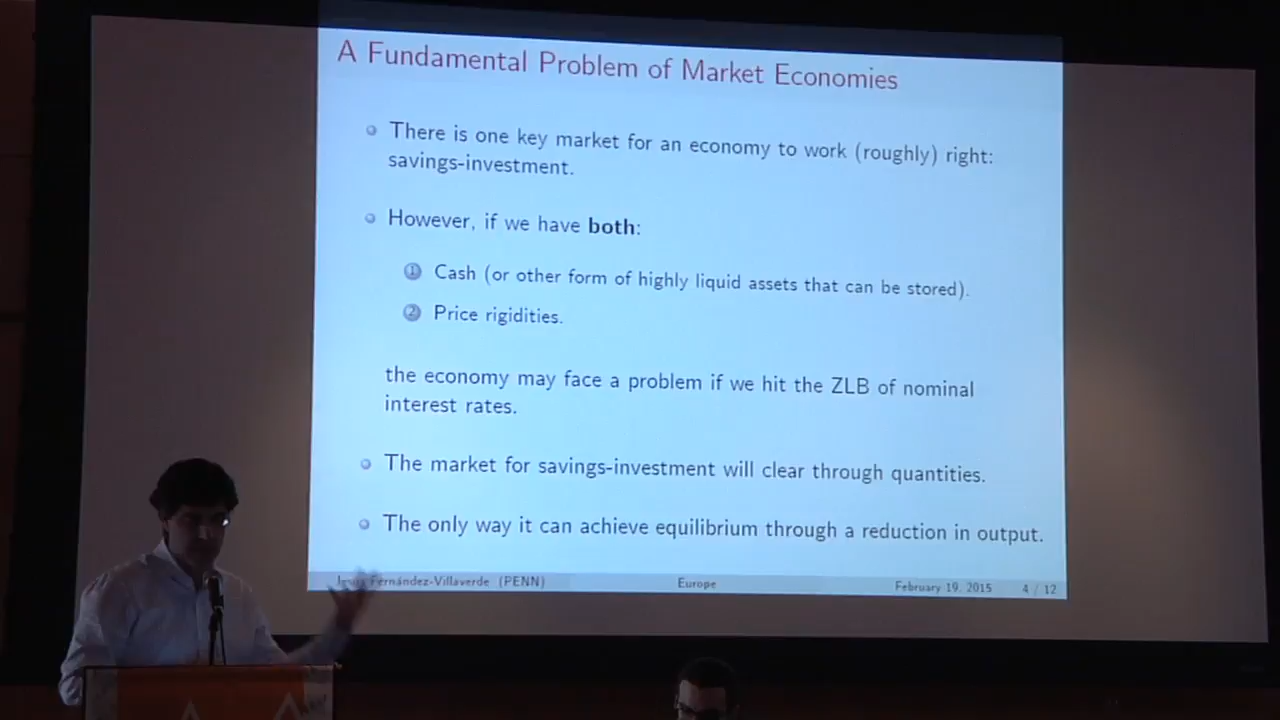 A Fundamental Problem of Market Economies
There is one key market for an economy to work (roughly) right:
savings-investment.
However, if we have both:
1 Cash (or other form of highly liquid assets that can be stored).
2 Price rigidities.
the economy may face a problem if we hit the ZLB of nominal
interest rates.
The market for savings-investment will clear through quantities.
The only way it can achieve equilibrium through a reduction in output.
Jesús Fernández-Villaverde (PENN) Europe February 19, 2015 4 / 12